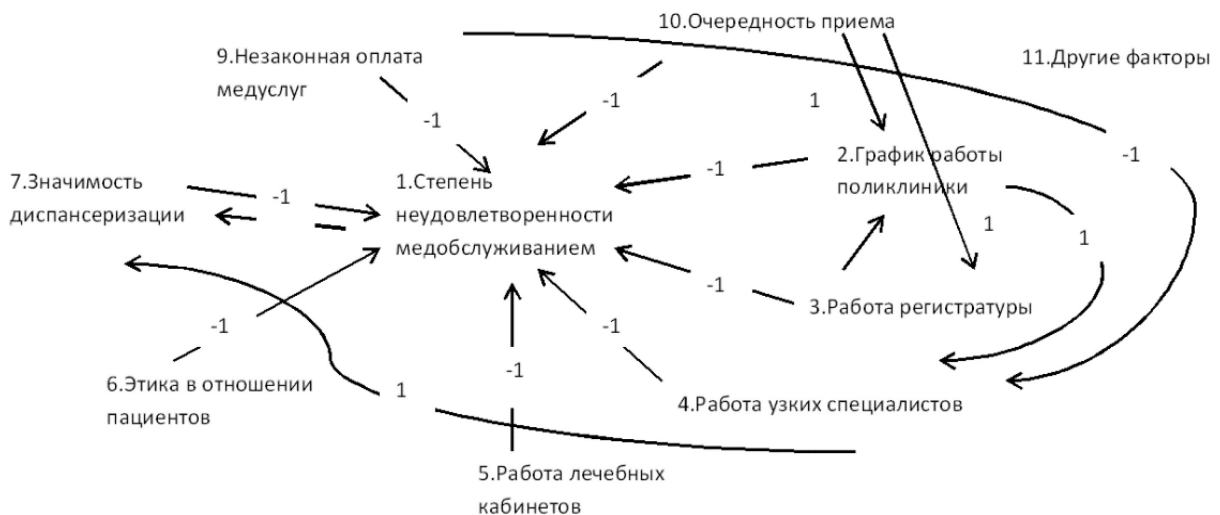 10.Очередность приема
9.Незаконная оплата
медуслуг
11.Другие факторы
-1
1
-1
-1
2.График работы
поликлиники
-1
7.Значимость
диспансеризации
-1
1.Степень
неудовлетворенности
медобслуживанием
1
1
-1
3.Работа регистратуры
-1
-1
6.Этика в отношении
пациентов
1
-1
4.Работа узких специалистов
5.Работа лечебных
кабинетов